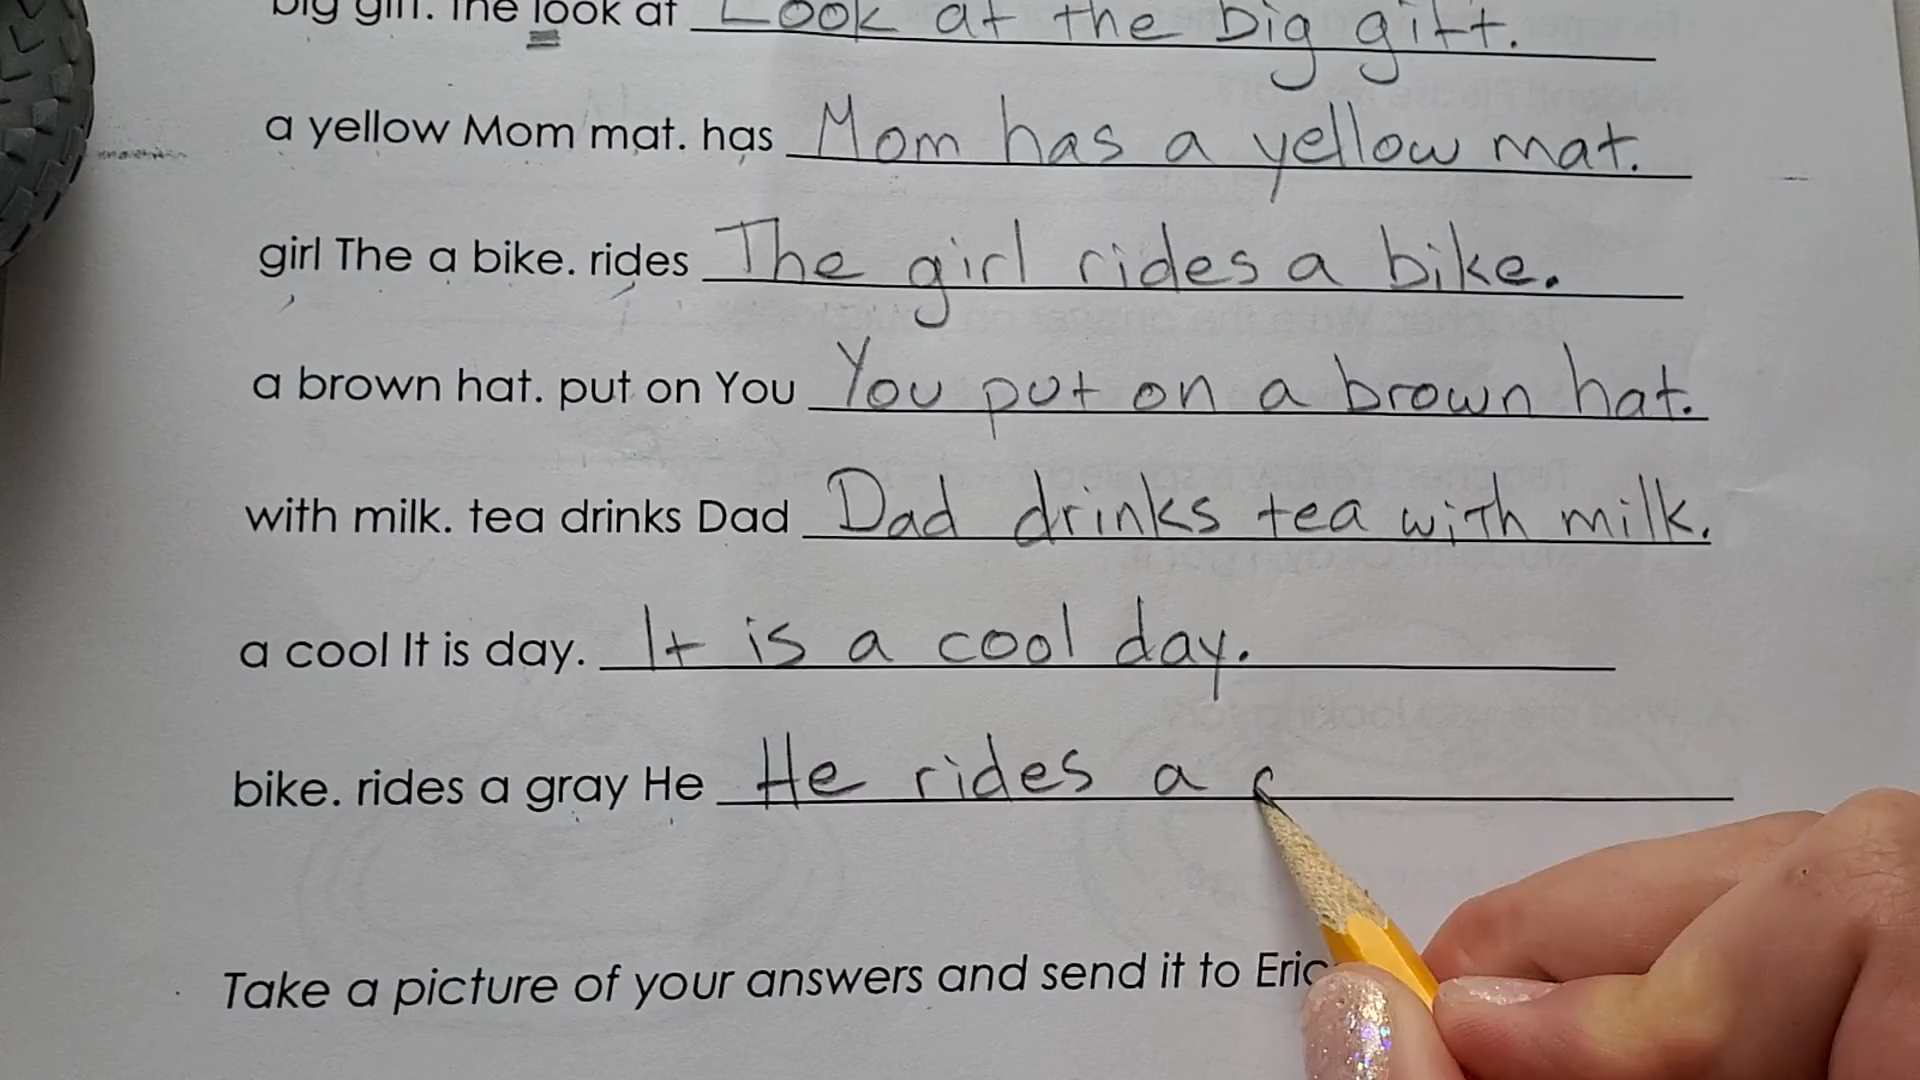 big gift. the look at Look at the big gift.
a yellow Mom mat. has Mom has a yellow mat.
girl The a bike. rides The girl rides a bike.
a brown hat. put on You You put on a brown hat.
with milk. tea drinks Dad Dad drinks tea with milk.
a cool It is day. It is a cool day.
bike. rides a gray He He rides a
Take a picture of your answers and send it to Eric